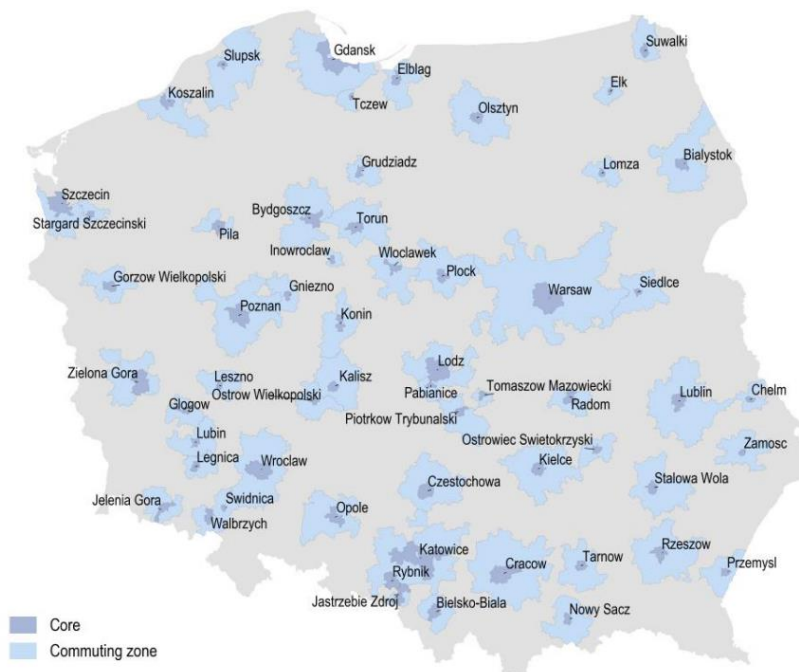 Suwalki
Gdansk
Slupsk
Elblag
Elk
Koszalin
Tczew
Olsztyn
Grudziadz
Lomza
Bialystok
Szczecin
Bydgoszcz
Stargard Szczecinski
Torun
Pila
Inowroclaw
Wloclawek
Plock
Gorzow Wielkopolski
Gniezno
Warsaw
Siedlce
Poznan
Konin
Lodz
Zielona Gora
Leszno
Kalisz
Tomaszow Mazowiecki
Chelm
Ostrow Wielkopolski
Pabianice
Lublin
Glogow
Radom
Piotrkow Trybunalski
Lubin
Ostrowiec Swietokrzyski
Zamosc
Legnica
Wroclaw
Kielce
Czestochowa
Stalowa Wola
Jelenia Gora
Swidnica
Opole
Walbrzych
Katowice
Rzeszow
Cracow
Tarnow
Przemysl
Rybnik
Jastrzebie Zdroj
Bielsko-Biala
Nowy Sacz
Core
Commuting zone